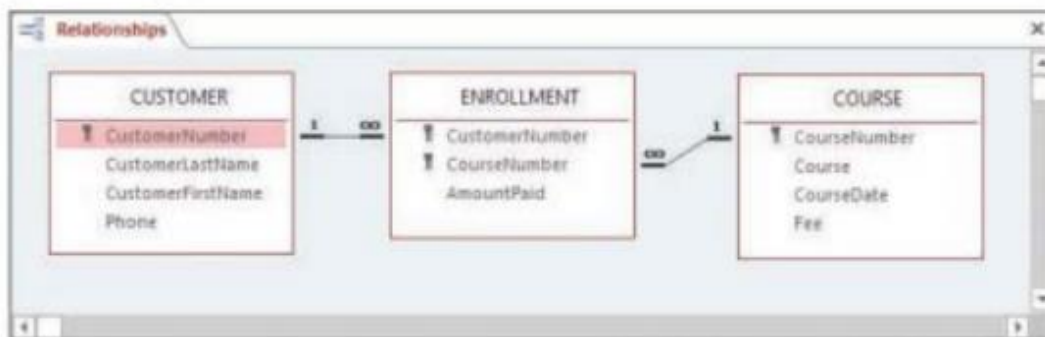 Relationships
CUSTOMER
CustomerNumber
CustomerLastName
CustomerFirstName
Phone
1
∞
ENROLLMENT
CustomerNumber
CourseNumber
AmountPaid
∞
1
COURSE
CourseNumber
Course
CourseDate
Fee